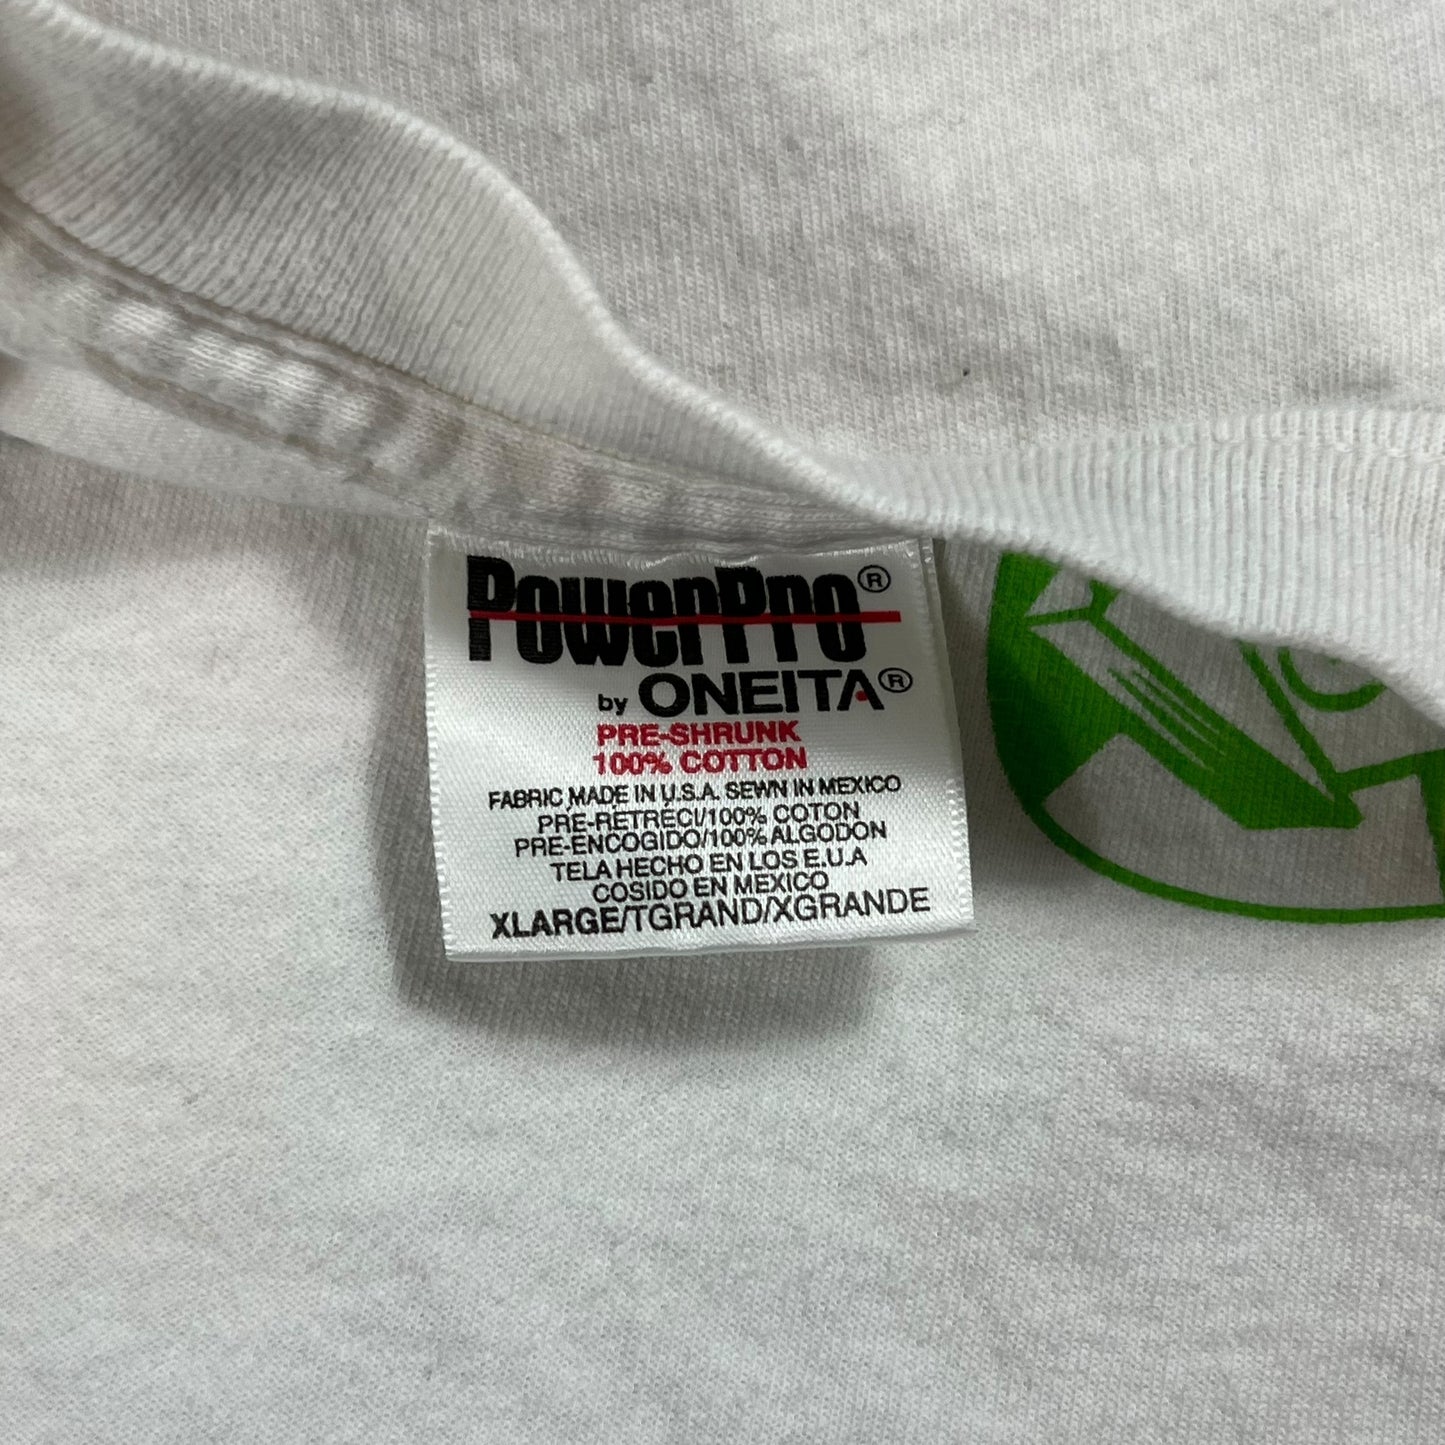 PowerPro®
by ONEITA®
PRE-SHRUNK
100% COTTON
FABRIC MADE IN U.S.A. SEWN IN MEXICO
PRE-RETRECI/100% COTON
PRE-ENCOGIDO/100% ALGODON
TELA HECHO EN LOS E.U.A
COSIDO EN MEXICO
XLARGE/TGRAND/XGRANDE